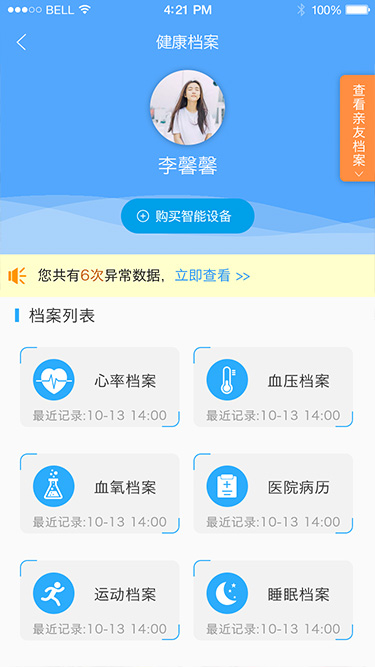 BELL 4:21 PM 100%
健康档案
查看亲友档案
李馨馨
购买智能设备
您共有6次异常数据，立即查看 >>
档案列表
心率档案
最近记录:10-13 14:00
血压档案
最近记录:10-13 14:00
血氧档案
最近记录:10-13 14:00
医院病历
最近记录:10-13 14:00
运动档案
最近记录:10-13 14:00
睡眠档案
最近记录:10-13 14:00